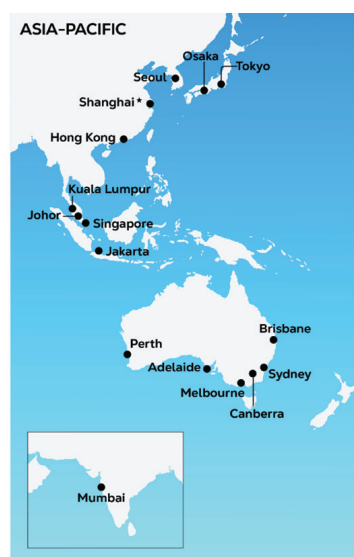 ASIA-PACIFIC
Osaka
Tokyo
Seoul
Shanghai*
Hong Kong
Kuala Lumpur
Johor
Singapore
Jakarta
Brisbane
Perth
Adelaide
Sydney
Melbourne
Canberra
Mumbai